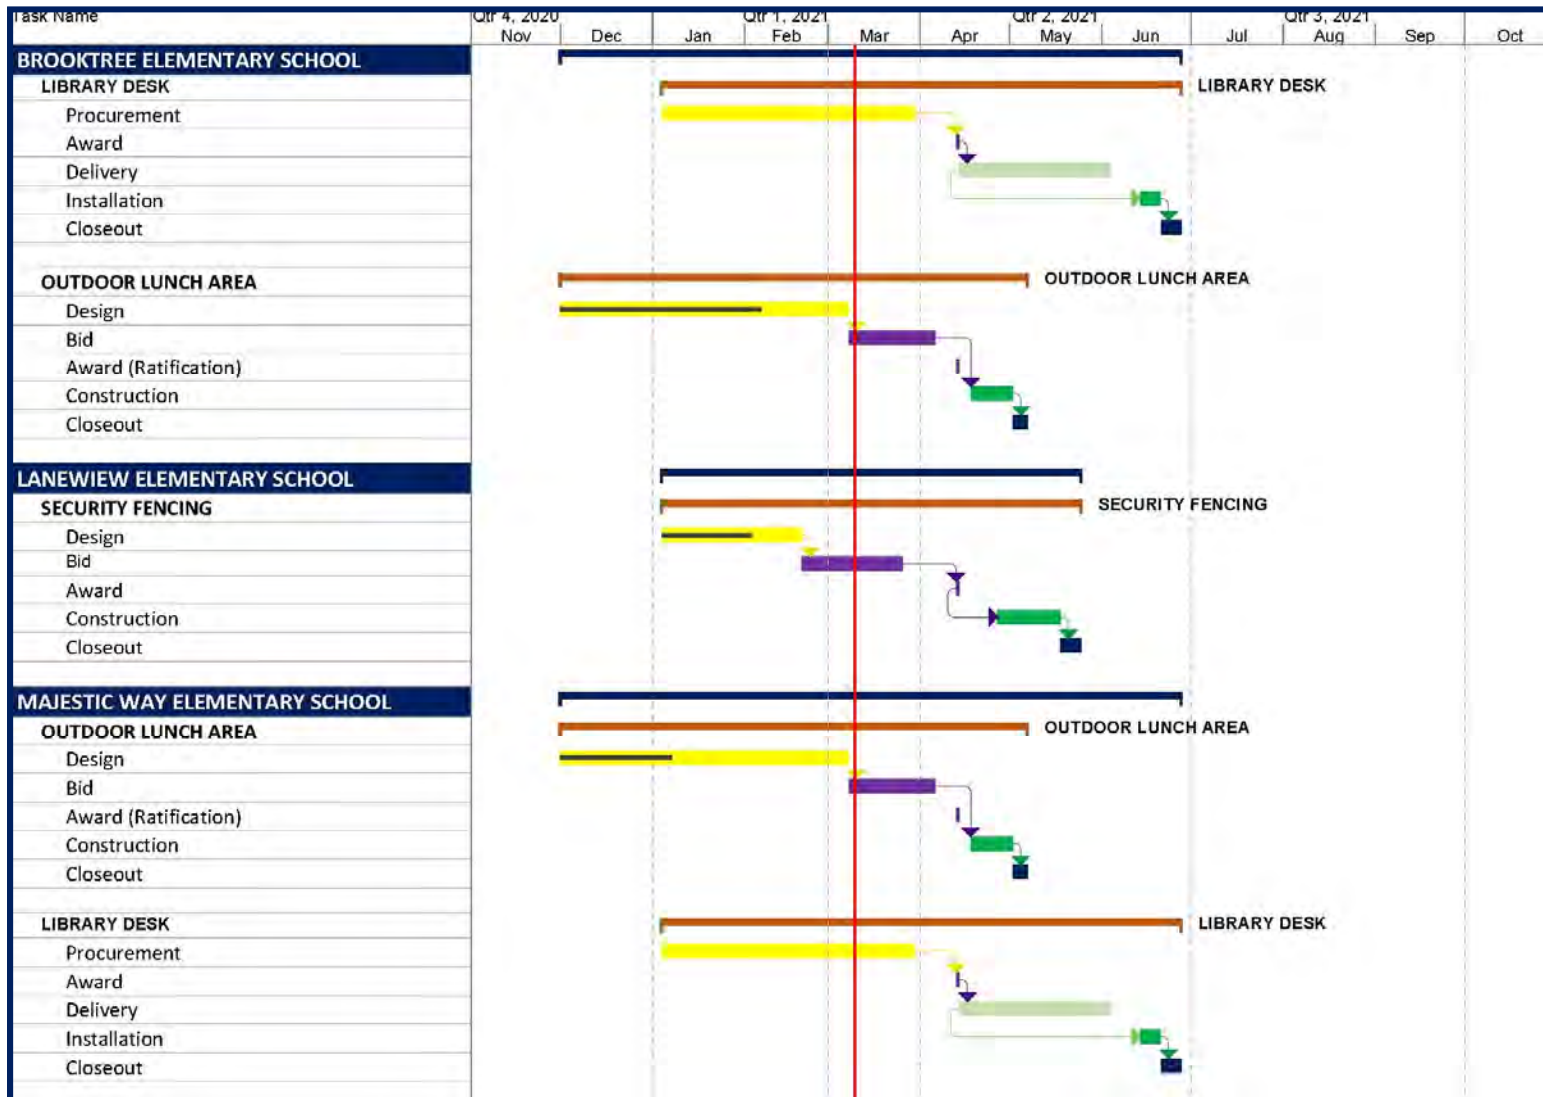 Task Name Qtr 4, 2020 Qtr 1, 2021 Qtr 2, 2021 Qtr 3, 2021
Nov Dec Jan Feb Mar Apr May Jun Jul Aug Sep Oct
BROOKTREE ELEMENTARY SCHOOL
LIBRARY DESK LIBRARY DESK
Procurement
Award
Delivery
Installation
Closeout
OUTDOOR LUNCH AREA OUTDOOR LUNCH AREA
Design
Bid
Award (Ratification)
Construction
Closeout
LANEWIEW ELEMENTARY SCHOOL
SECURITY FENCING SECURITY FENCING
Design
Bid
Award
Construction
Closeout
MAJESTIC WAY ELEMENTARY SCHOOL
OUTDOOR LUNCH AREA OUTDOOR LUNCH AREA
Design
Bid
Award (Ratification)
Construction
Closeout
LIBRARY DESK LIBRARY DESK
Procurement
Award
Delivery
Installation
Closeout